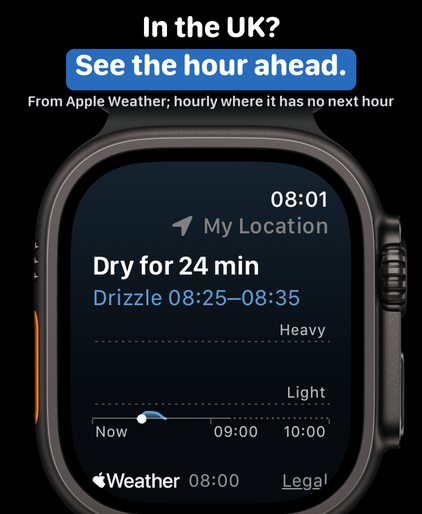 In the UK?
See the hour ahead.
From Apple Weather; hourly where it has no next hour
08:01
My Location
Dry for 24 min
Drizzle 08:25–08:35
Heavy
Light
Now 09:00 10:00
Weather 08:00 Legal